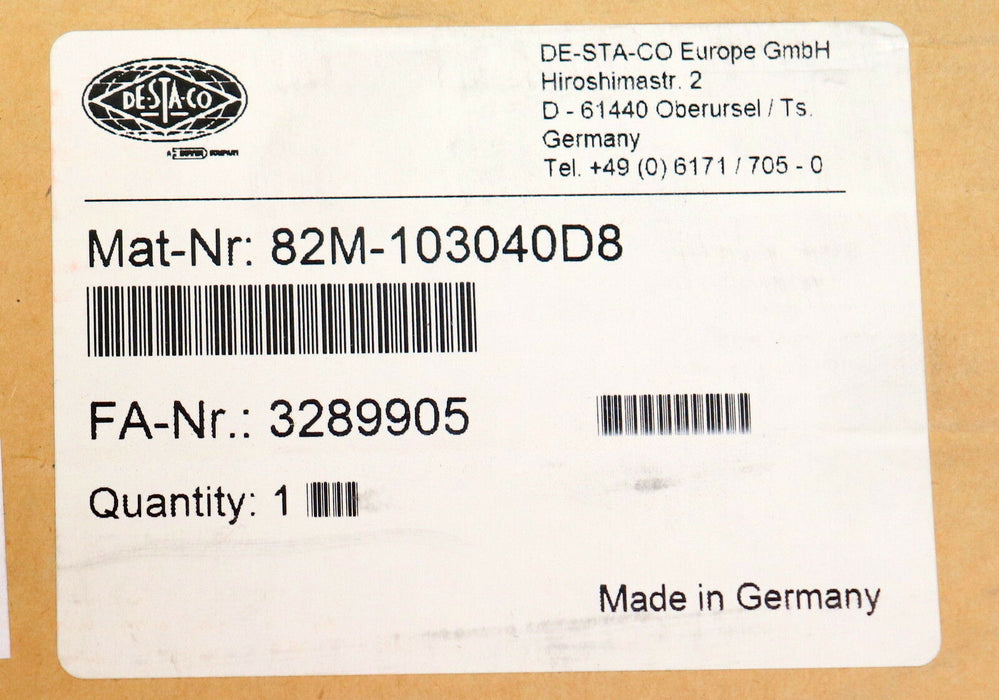 DE-STA-CO
DE-STA-CO Europe GmbH
Hiroshimastr. 2
D - 61440 Oberursel / Ts.
Germany
Tel. +49 (0) 6171 / 705 - 0
Mat-Nr: 82M-103040D8
FA-Nr.: 3289905
Quantity: 1
Made in Germany